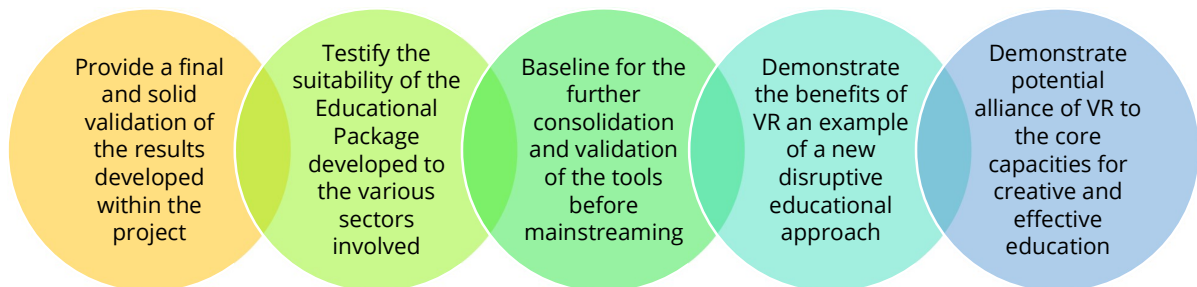 Provide a final
and solid
validation of
the results
developed
within the
project
Testify the
suitability of the
Educational
Package
developed to
the various
sectors
involved
Baseline for the
further
consolidation
and validation
of the tools
before
mainstreaming
Demonstrate
the benefits of
VR an example
of a new
disruptive
educational
approach
Demonstrate
potential
alliance of VR to
the core
capacities for
creative and
effective
education